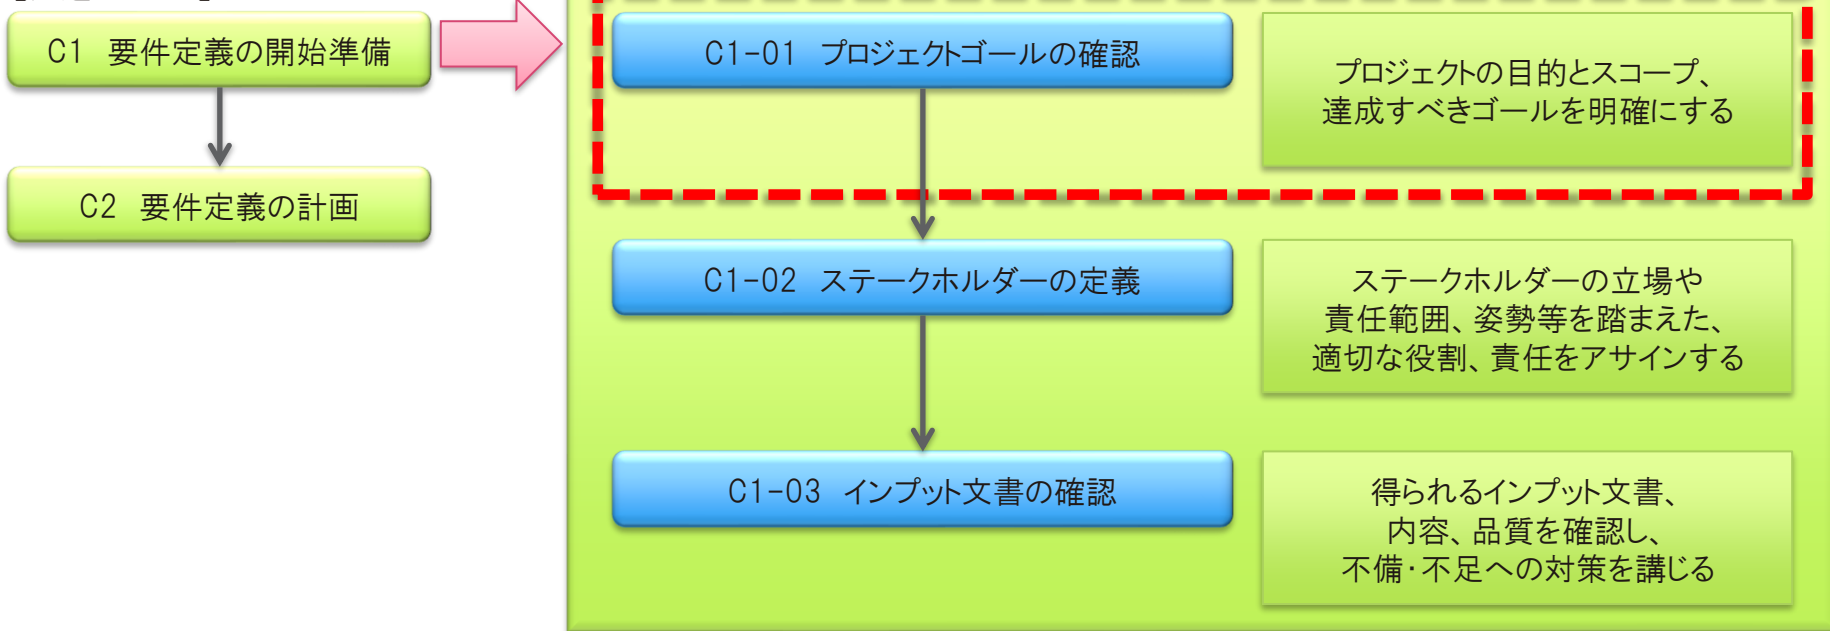 C1 要件定義の開始準備
C2 要件定義の計画
C1-01 プロジェクトゴールの確認
プロジェクトの目的とスコープ、
達成すべきゴールを明確にする
C1-02 ステークホルダーの定義
ステークホルダーの立場や
責任範囲、姿勢等を踏まえた、
適切な役割、責任をアサインする
C1-03 インプット文書の確認
得られるインプット文書、
内容、品質を確認し、
不備・不足への対策を講じる